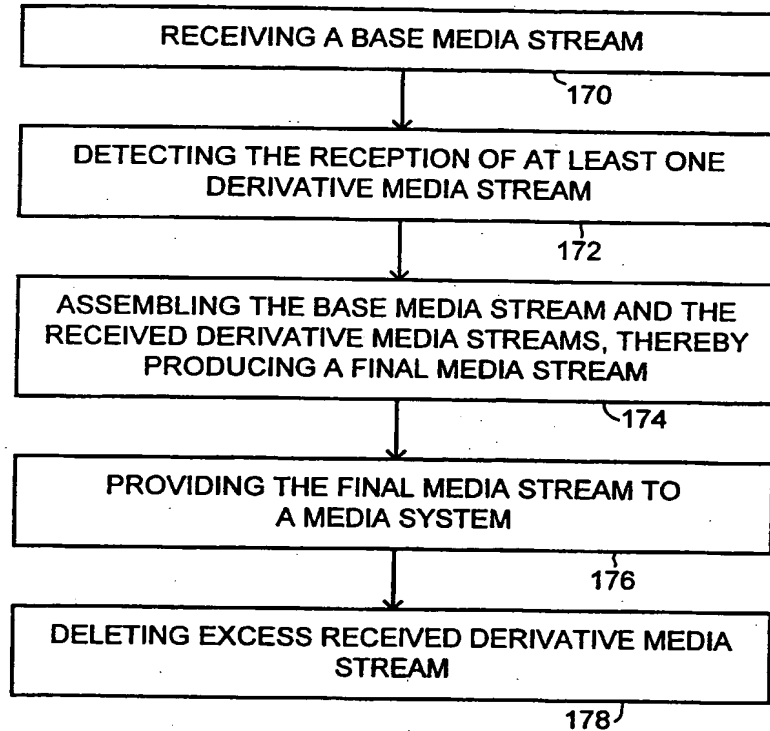 RECEIVING A BASE MEDIA STREAM
170
DETECTING THE RECEPTION OF AT LEAST ONE
DERIVATIVE MEDIA STREAM
172
ASSEMBLING THE BASE MEDIA STREAM AND THE
RECEIVED DERIVATIVE MEDIA STREAMS, THEREBY
PRODUCING A FINAL MEDIA STREAM
174
PROVIDING THE FINAL MEDIA STREAM TO
A MEDIA SYSTEM
176
DELETING EXCESS RECEIVED DERIVATIVE MEDIA
STREAM
178